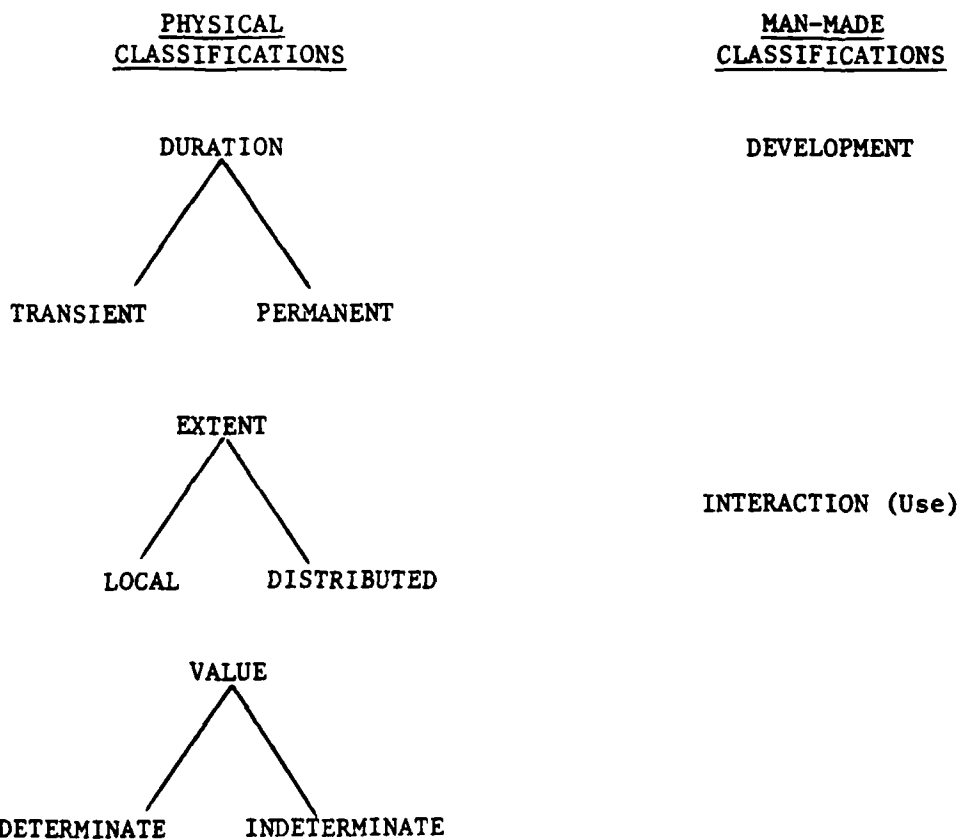 PHYSICAL
CLASSIFICATIONS
DURATION
TRANSIENT PERMANENT
EXTENT
LOCAL DISTRIBUTED
VALUE
DETERMINATE INDETERMINATE
MAN-MADE
CLASSIFICATIONS
DEVELOPMENT
INTERACTION (Use)